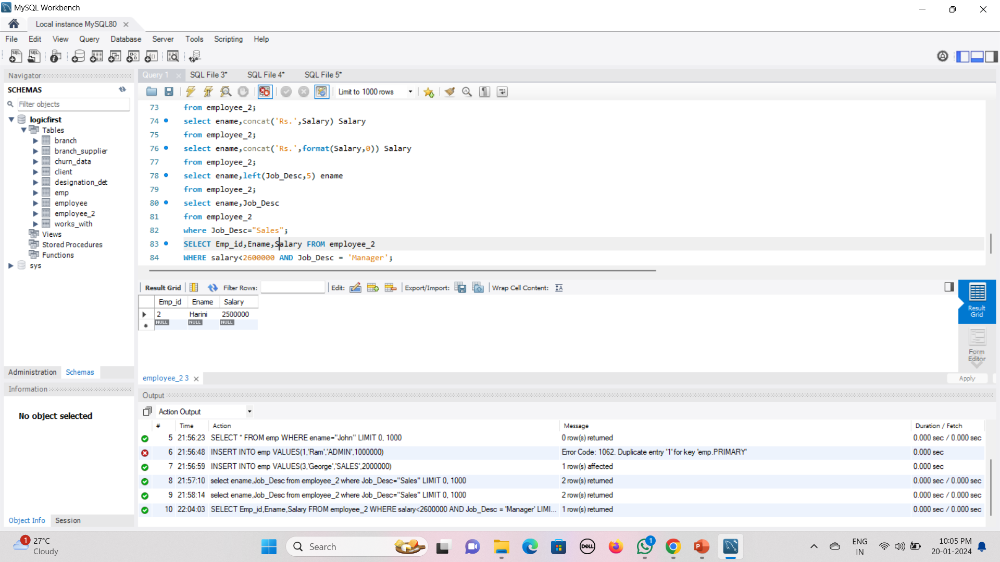 MySQL Workbench
Local instance MySQL80
File Edit View Query Database Server Tools Scripting Help
Navigator
SCHEMAS
Filter objects
logicfirst
Tables
branch
branch_supplier
churn_data
client
designation_det
emp
employee
employee_2
works_with
Views
Stored Procedures
Functions
sys
Administration Schemas
Information
No object selected
Object Info Session
Query 1 SQL File 3* SQL File 4* SQL File 5*
Limit to 1000 rows
73 from employee_2;
74 select ename,concat('Rs.',Salary) Salary
75 from employee_2;
76 select ename,concat('Rs.',format(Salary,0)) Salary
77 from employee_2;
78 select ename,left(Job_Desc,5) ename
79 from employee_2;
80 select ename,Job_Desc
81 from employee_2
82 where Job_Desc="Sales";
83 SELECT Emp_id,Ename,Salary FROM employee_2
84 WHERE salary<2600000 AND Job_Desc = 'Manager';
Result Grid Filter Rows: Edit: Export/Import: Wrap Cell Content:
Emp_id Ename Salary
2 Harini 2500000
NULL NULL NULL
Result Grid
Form Editor
employee_2 3
Apply
Output
Action Output
# Time Action Message Duration / Fetch
5 21:56:23 SELECT * FROM emp WHERE ename="John" LIMIT 0, 1000 0 row(s) returned 0.000 sec / 0.000 sec
6 21:56:48 INSERT INTO emp VALUES(1,'Ram','ADMIN',1000000) Error Code: 1062. Duplicate entry '1' for key 'emp.PRIMARY' 0.000 sec
7 21:56:59 INSERT INTO emp VALUES(3,'George','SALES',2000000) 1 row(s) affected 0.000 sec
8 21:57:10 select ename,Job_Desc from employee_2 where Job_Desc="Sales" LIMIT 0, 1000 2 row(s) returned 0.000 sec / 0.000 sec
9 21:58:14 select ename,Job_Desc from employee_2 where Job_Desc="Sales" LIMIT 0, 1000 2 row(s) returned 0.000 sec / 0.000 sec
10 22:04:03 SELECT Emp_id,Ename,Salary FROM employee_2 WHERE salary<2600000 AND Job_Desc = 'Manager' LIMI... 1 row(s) returned 0.000 sec / 0.000 sec
1
27°C
Cloudy
Search
DELL
1
ENG
IN
10:05 PM
20-01-2024